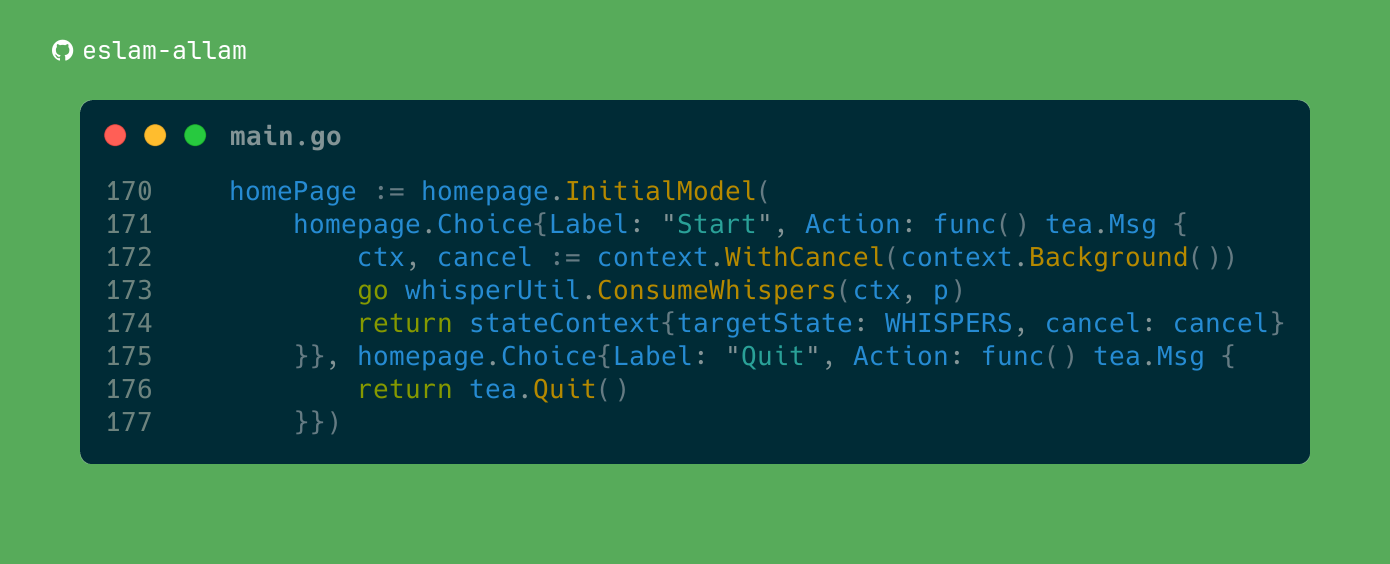 eslam-allam
main.go
170     homePage := homepage.InitialModel(
171         homepage.Choice{Label: "Start", Action: func() tea.Msg {
172             ctx, cancel := context.WithCancel(context.Background())
173             go whisperUtil.ConsumeWhispers(ctx, p)
174             return stateContext{targetState: WHISPERS, cancel: cancel}
175         }}, homepage.Choice{Label: "Quit", Action: func() tea.Msg {
176             return tea.Quit()
177         }})